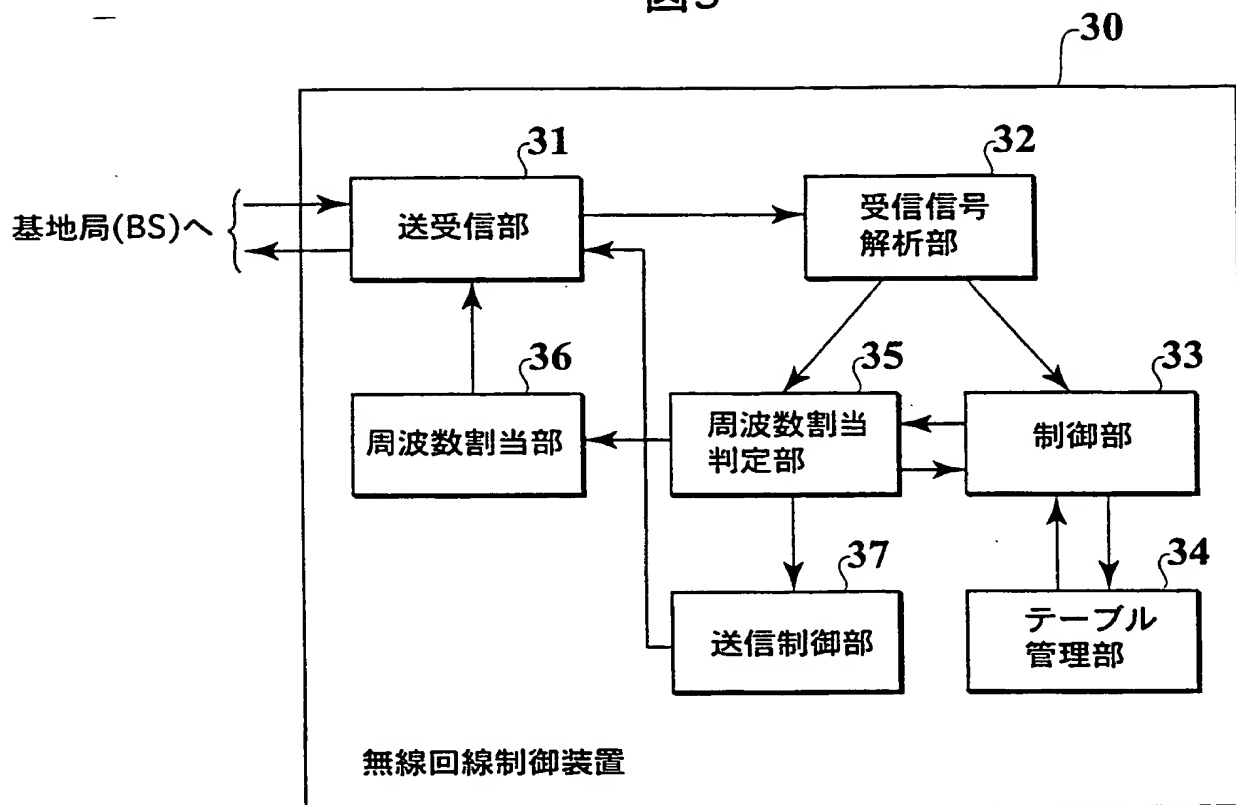 30
31
32
送受信部
受信信号
解析部
基地局(BS)へ
36
35
33
周波数割当部
周波数割当
判定部
制御部
37
34
送信制御部
テーブル
管理部
無線回線制御装置